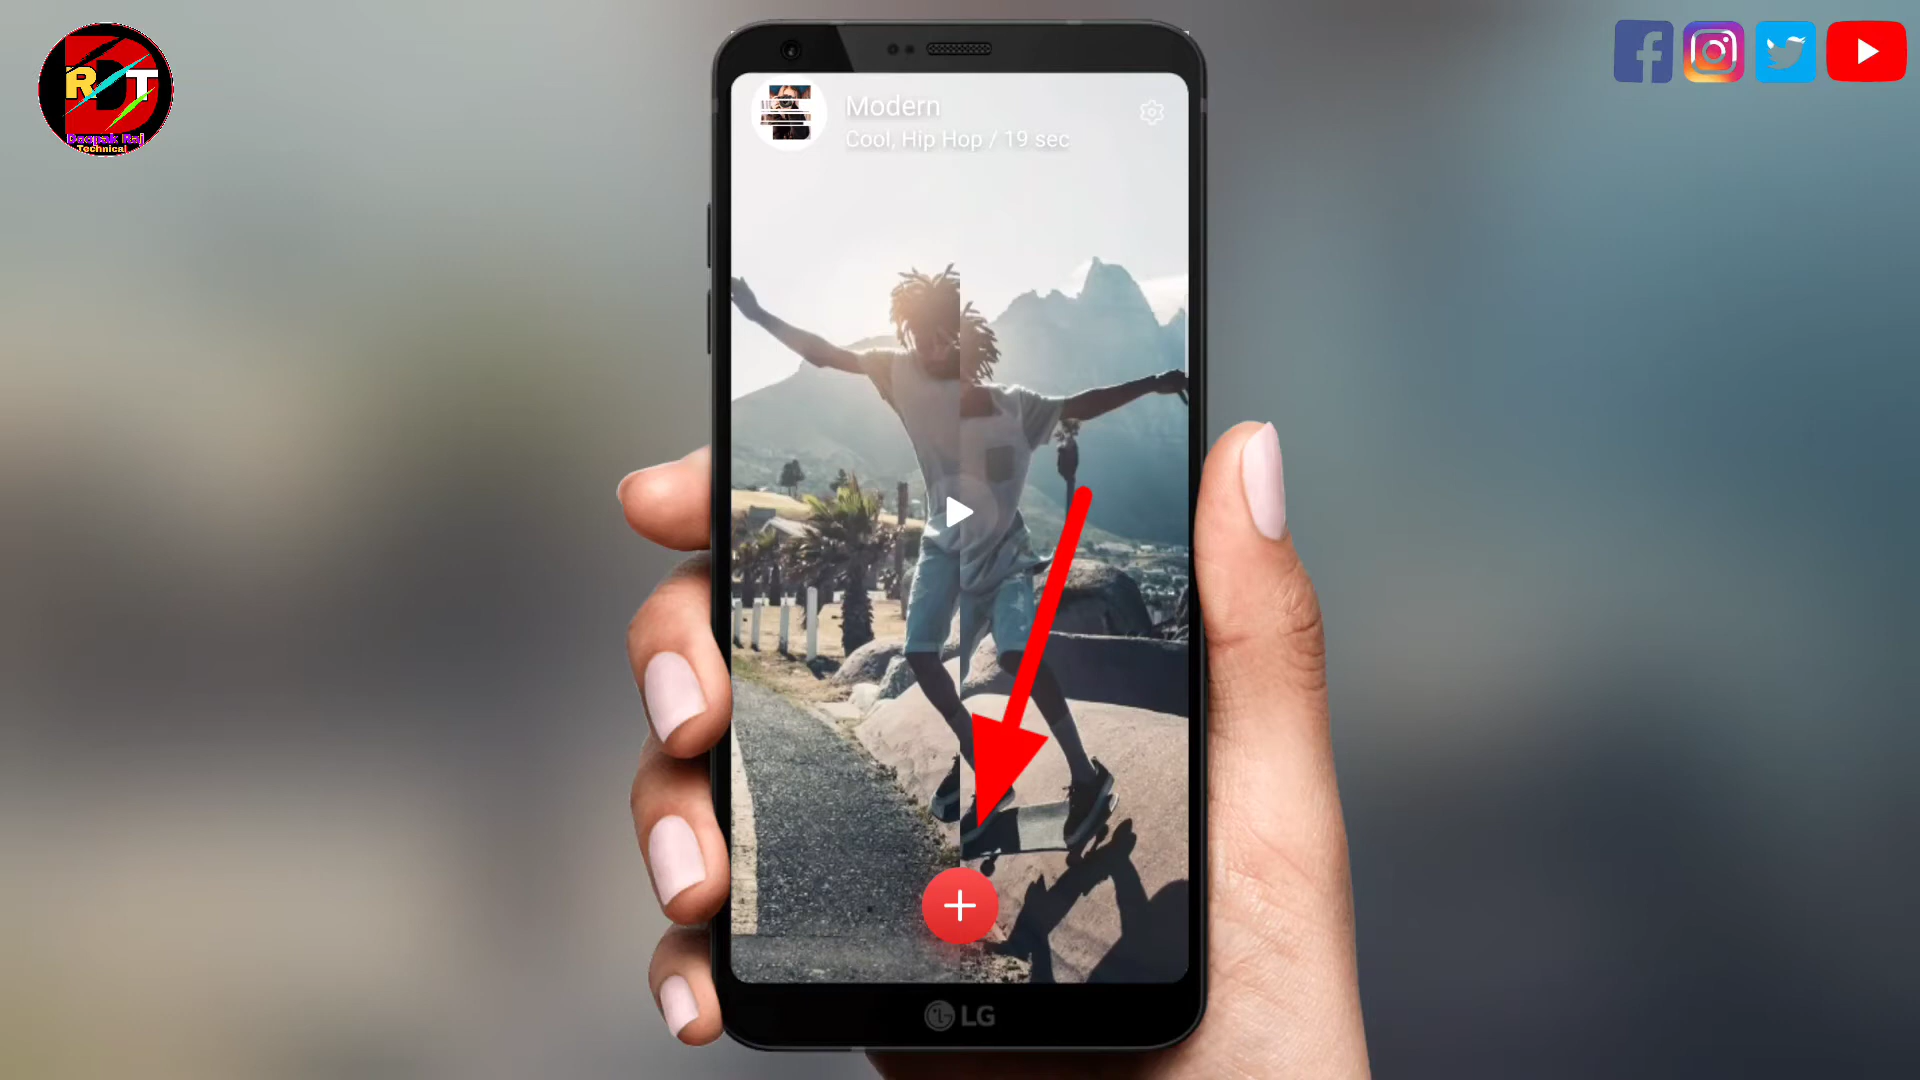 RDT
Deepak Raj
Technical
Modern
Cool, Hip Hop / 19 sec
LG